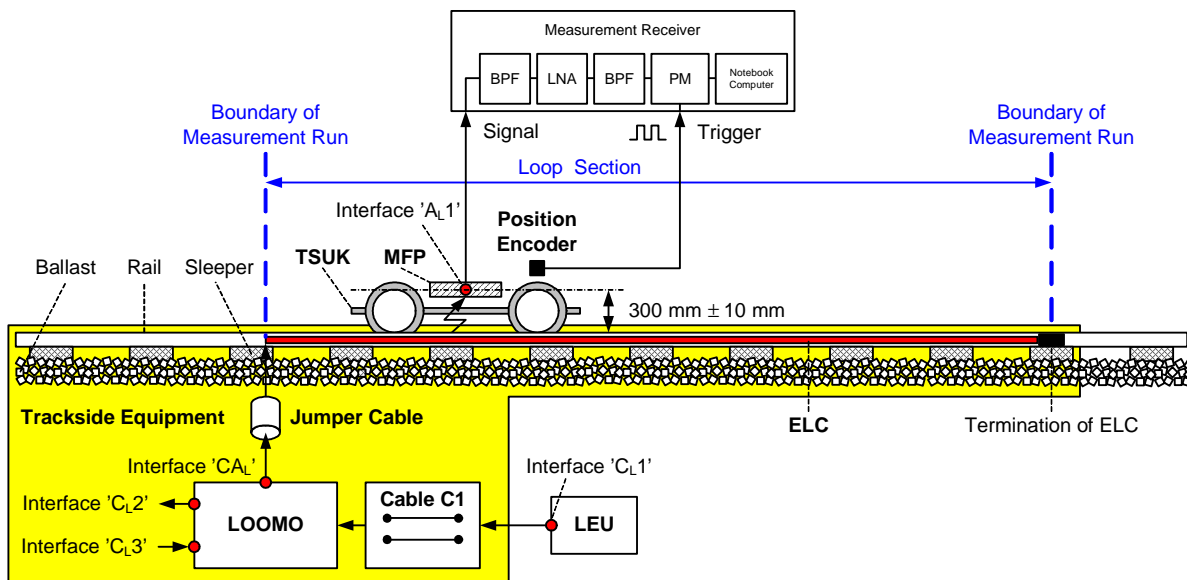 Measurement Receiver
BPF
LNA
BPF
PM
Notebook
Computer
Boundary of
Measurement Run
Signal
Trigger
Boundary of
Measurement Run
Loop Section
Interface 'AL1'
Position
Encoder
TSUK
MFP
Ballast
Rail
Sleeper
300 mm ± 10 mm
Trackside Equipment
Jumper Cable
ELC
Termination of ELC
Interface 'CAL'
Interface 'CL1'
Interface 'CL2'
Cable C1
LOOMO
LEU
Interface 'CL3'